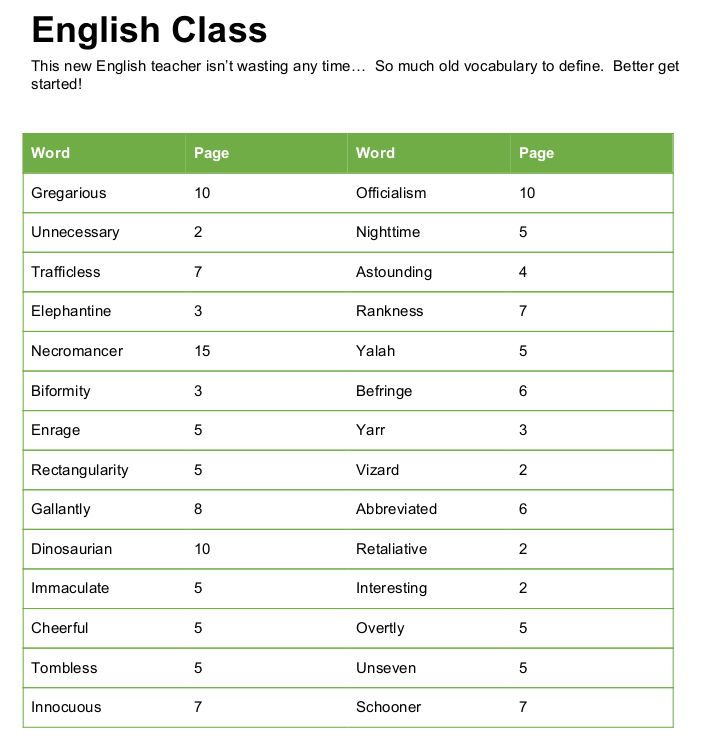 English Class
This new English teacher isn’t wasting any time…  So much old vocabulary to define.  Better get
started!
Word Page Word Page
Gregarious 10 Officialism 10
Unnecessary 2 Nighttime 5
Trafficless 7 Astounding 4
Elephantine 3 Rankness 7
Necromancer 15 Yalah 5
Biformity 3 Befringe 6
Enrage 5 Yarr 3
Rectangularity 5 Vizard 2
Gallantly 8 Abbreviated 6
Dinosaurian 10 Retaliative 2
Immaculate 5 Interesting 2
Cheerful 5 Overtly 5
Tombless 5 Unseven 5
Innocuous 7 Schooner 7